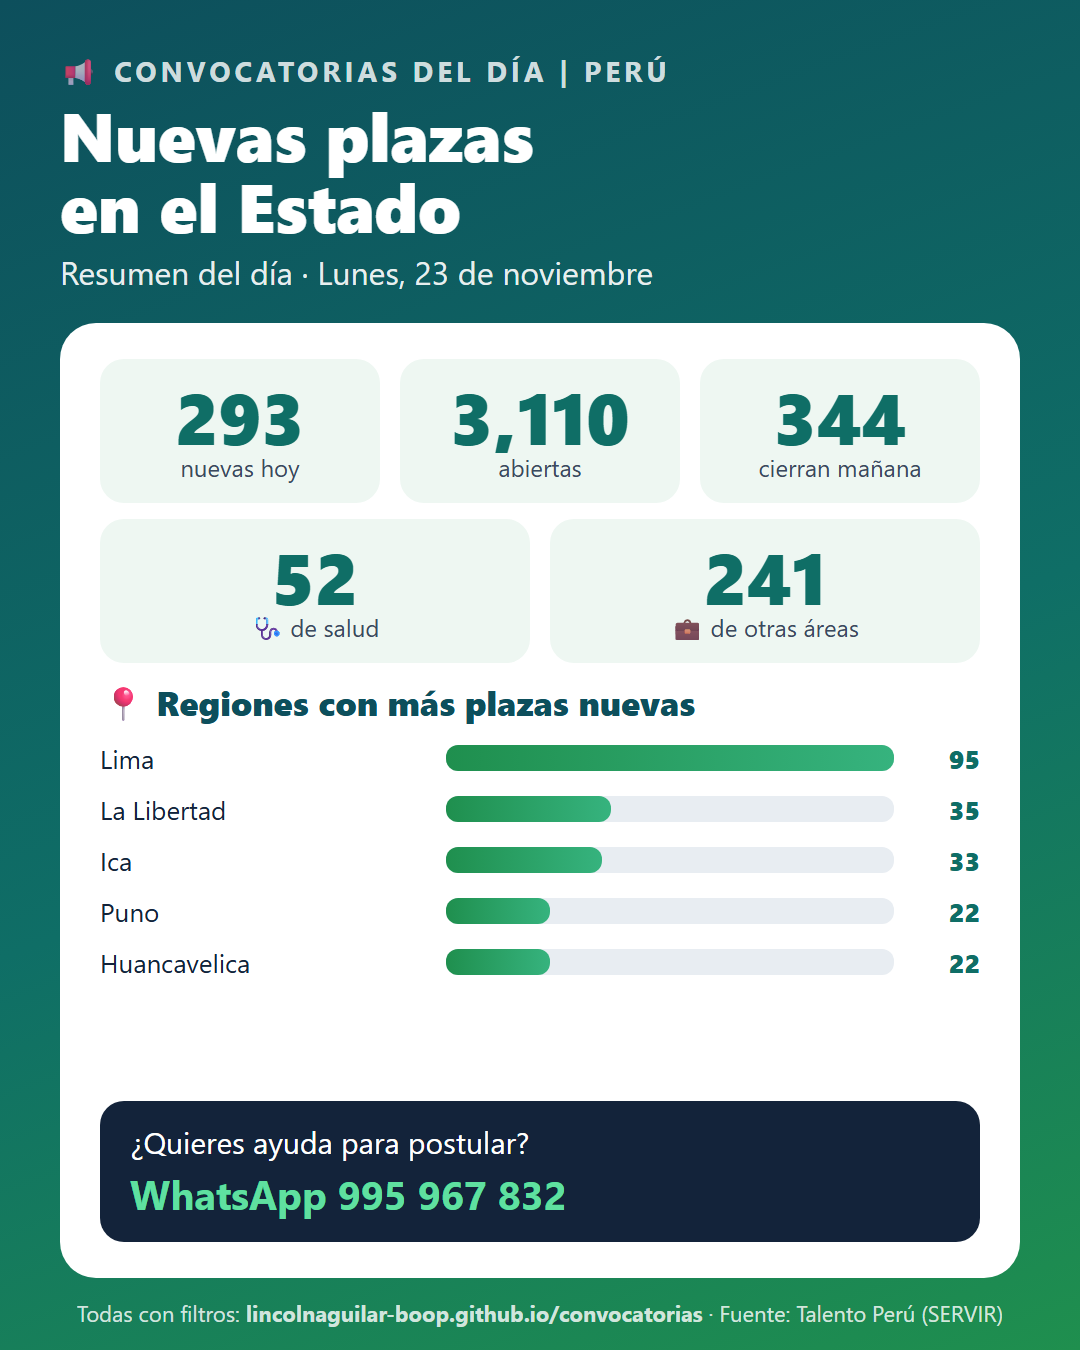 CONVOCATORIAS DEL DÍA | PERÚ
Nuevas plazas
en el Estado
Resumen del día · Lunes, 23 de noviembre
293
nuevas hoy
3,110
abiertas
344
cierran mañana
52
de salud
241
de otras áreas
Regiones con más plazas nuevas
Lima 95
La Libertad 35
Ica 33
Puno 22
Huancavelica 22
¿Quieres ayuda para postular?
WhatsApp 995 967 832
Todas con filtros: lincolnaguilar-boop.github.io/convocatorias · Fuente: Talento Perú (SERVIR)